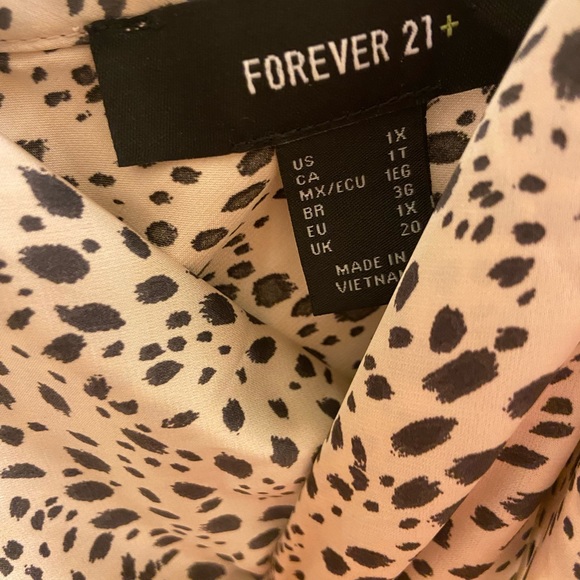 FOREVER 21+
US 1X
CA 1T
MX/ECU 1EG
BR 3G
EU 1X
UK 20
MADE IN
VIETNAM